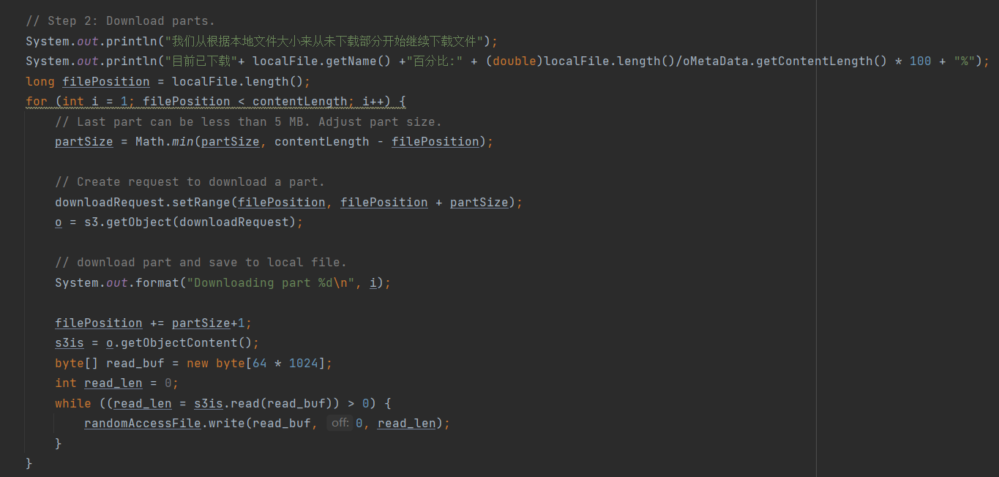 // Step 2: Download parts.
System.out.println("我们从根据本地文件大小来从未下载部分开始继续下载文件");
System.out.println("目前已下载"+ localFile.getName() +"百分比:" + (double)localFile.length()/oMetaData.getContentLength() * 100 + "%");
long filePosition = localFile.length();
for (int i = 1; filePosition < contentLength; i++) {
// Last part can be less than 5 MB. Adjust part size.
partSize = Math.min(partSize, contentLength - filePosition);
// Create request to download a part.
downloadRequest.setRange(filePosition, filePosition + partSize);
o = s3.getObject(downloadRequest);
// download part and save to local file.
System.out.format("Downloading part %d\n", i);
filePosition += partSize+1;
s3is = o.getObjectContent();
byte[] read_buf = new byte[64 * 1024];
int read_len = 0;
while ((read_len = s3is.read(read_buf)) > 0) {
randomAccessFile.write(read_buf, off: 0, read_len);
}
}